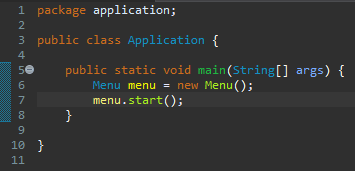 1 package application;
2
3 public class Application {
4
5 public static void main(String[] args) {
6 Menu menu = new Menu();
7 menu.start();
8 }
9
10 }
11